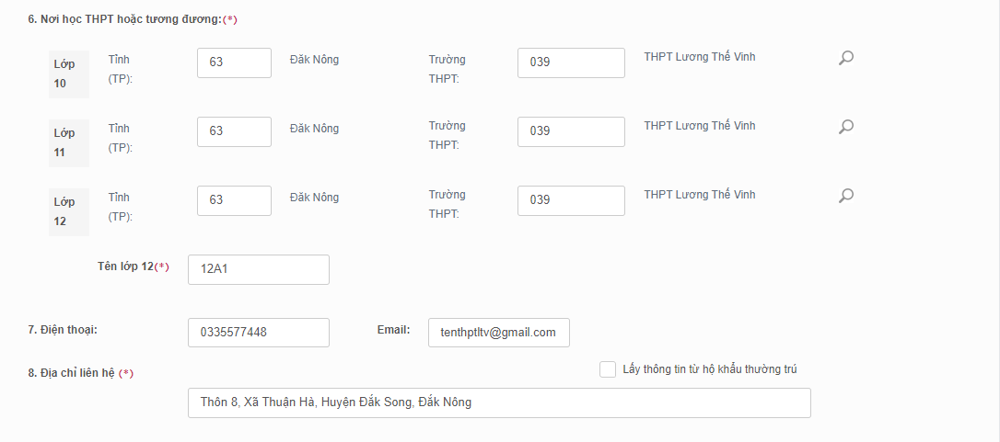 6. Nơi học THPT hoặc tương đương:(*)
Lớp 10 Tỉnh (TP): 63 Đăk Nông Trường THPT: 039 THPT Lương Thế Vinh
Lớp 11 Tỉnh (TP): 63 Đăk Nông Trường THPT: 039 THPT Lương Thế Vinh
Lớp 12 Tỉnh (TP): 63 Đăk Nông Trường THPT: 039 THPT Lương Thế Vinh
Tên lớp 12(*) 12A1
7. Điện thoại: 0335577448 Email: tenthptltv@gmail.com
8. Địa chỉ liên hệ (*) Lấy thông tin từ hộ khẩu thường trú
Thôn 8, Xã Thuận Hà, Huyện Đắk Song, Đắk Nông